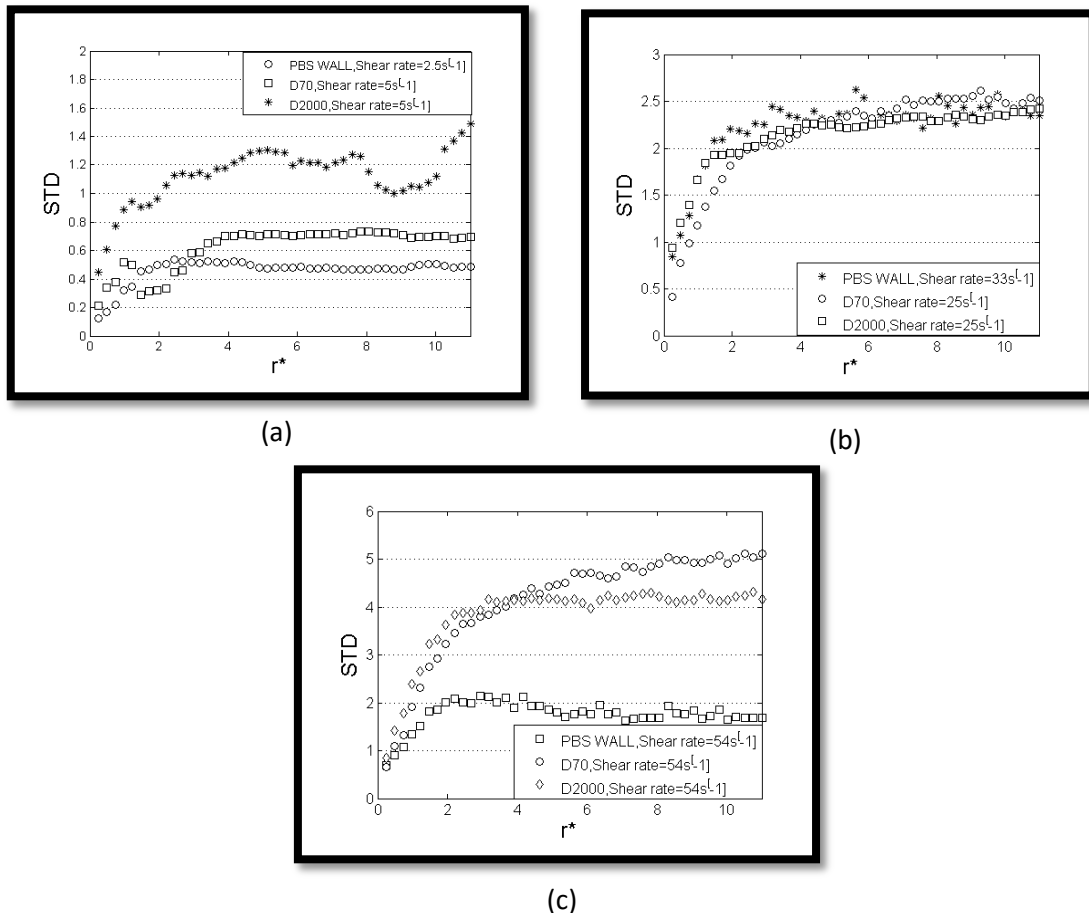 2
1.8
1.6
1.4
1.2
1
0.8
0.6
0.4
0.2
0
STD
PBS WALL,Shear rate=2.5s[-1]
D70,Shear rate=5s[-1]
D2000,Shear rate=5s[-1]
0 2 4 6 8 10
r*
(a)
3
2.5
2
1.5
1
0.5
0
STD
PBS WALL,Shear rate=33s[-1]
D70,Shear rate=25s[-1]
D2000,Shear rate=25s[-1]
0 2 4 6 8 10
r*
(b)
6
5
4
3
2
1
0
STD
PBS WALL,Shear rate=54s[-1]
D70,Shear rate=54s[-1]
D2000,Shear rate=54s[-1]
0 2 4 6 8 10
r*
(c)